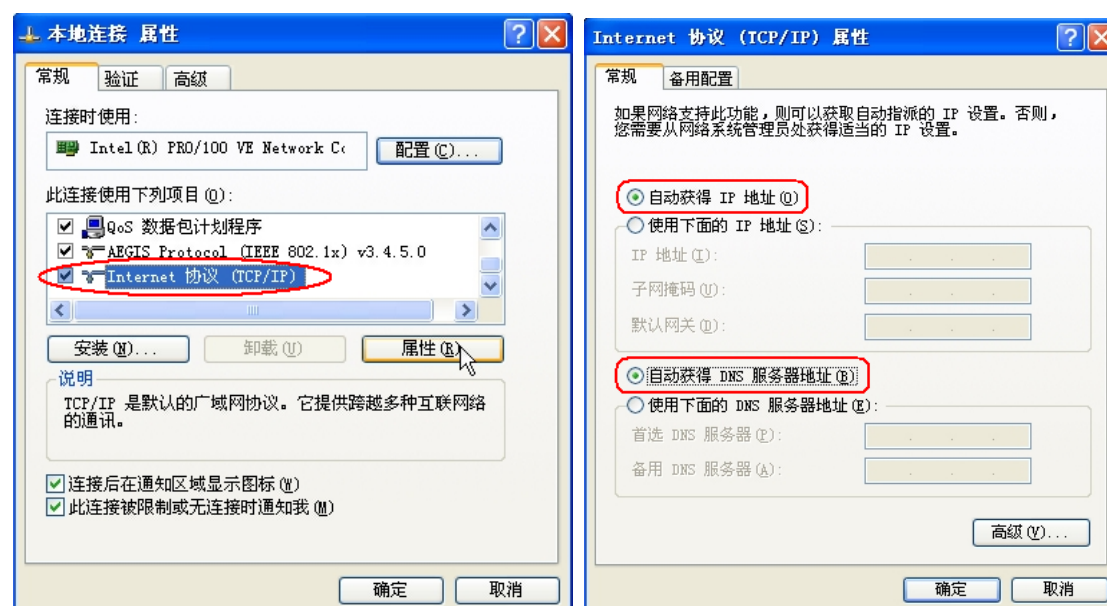 本地连接 属性
常规
验证
高级
连接时使用:
Intel(R) PRO/100 VE Network C
配置(C)...
此连接使用下列项目(O):
QoS 数据包计划程序
AEGIS Protocol (IEEE 802.1x) v3.4.5.0
Internet 协议 (TCP/IP)
安装(N)...
卸载(U)
属性(R)
说明
TCP/IP 是默认的广域网协议。它提供跨越多种互联网络
的通讯。
连接后在通知区域显示图标(W)
此连接被限制或无连接时通知我(M)
确定
取消
Internet 协议 (TCP/IP) 属性
常规
备用配置
如果网络支持此功能，则可以获取自动指派的 IP 设置。否则，
您需要从网络系统管理员处获得适当的 IP 设置。
自动获得 IP 地址(O)
使用下面的 IP 地址(S):
IP 地址(I):
子网掩码(U):
默认网关(D):
自动获得 DNS 服务器地址(B)
使用下面的 DNS 服务器地址(E):
首选 DNS 服务器(P):
备用 DNS 服务器(A):
高级(V)...
确定
取消